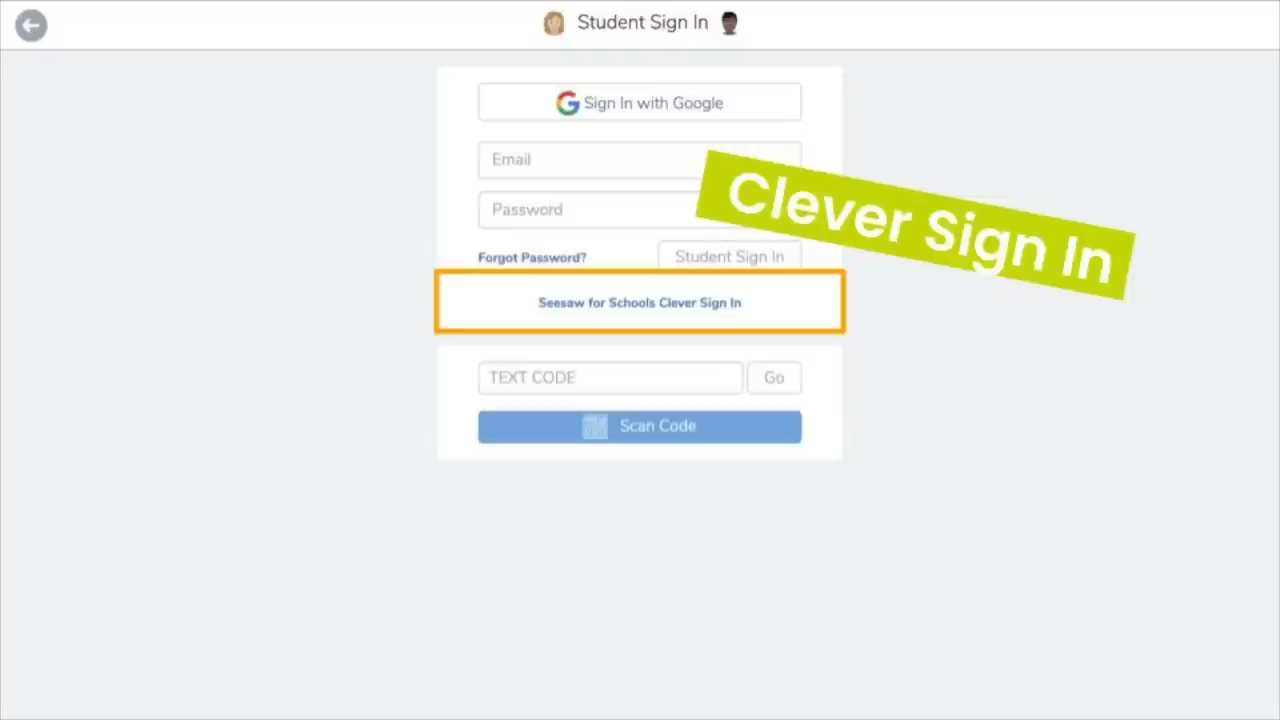 Student Sign In
Sign In with Google
Email
Password
Clever Sign In
Forgot Password?
Student Sign In
Seesaw for Schools Clever Sign In
TEXT CODE
Go
Scan Code